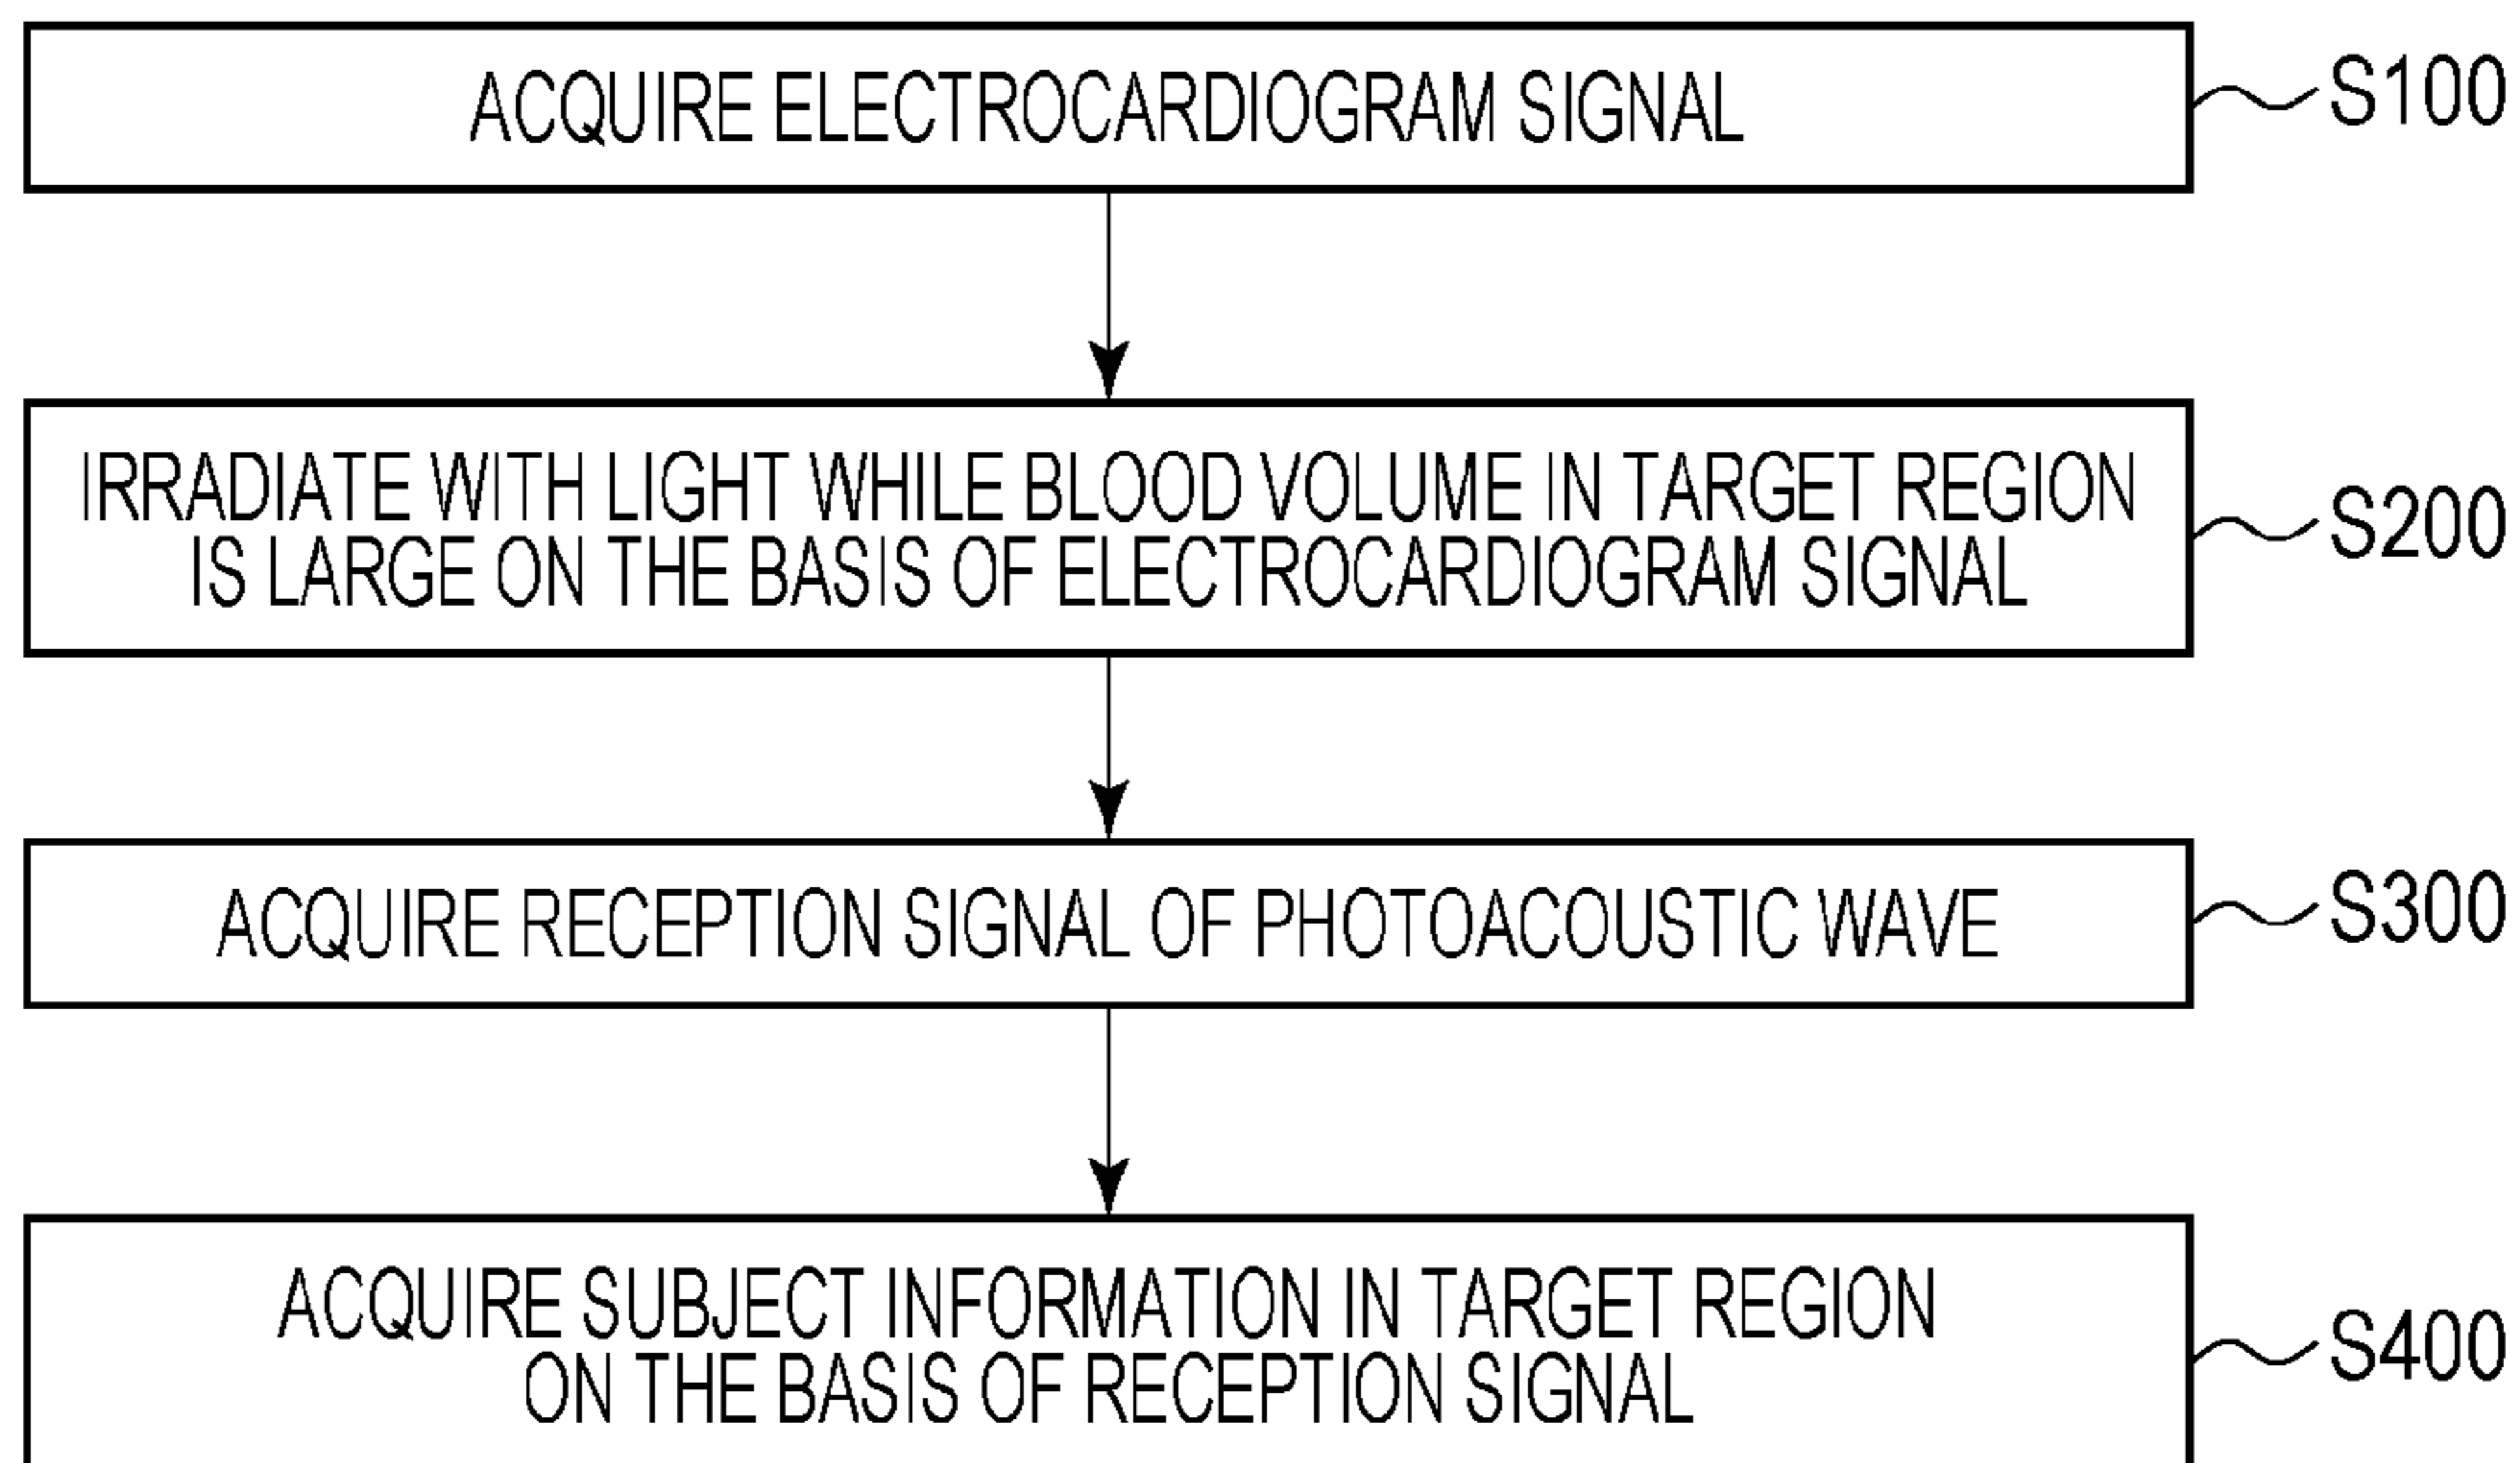 ACQUIRE ELECTROCARDIOGRAM SIGNAL
S100
IRRADIATE WITH LIGHT WHILE BLOOD VOLUME IN TARGET REGION
IS LARGE ON THE BASIS OF ELECTROCARDIOGRAM SIGNAL
S200
ACQUIRE RECEPTION SIGNAL OF PHOTOACOUSTIC WAVE
S300
ACQUIRE SUBJECT INFORMATION IN TARGET REGION
ON THE BASIS OF RECEPTION SIGNAL
S400